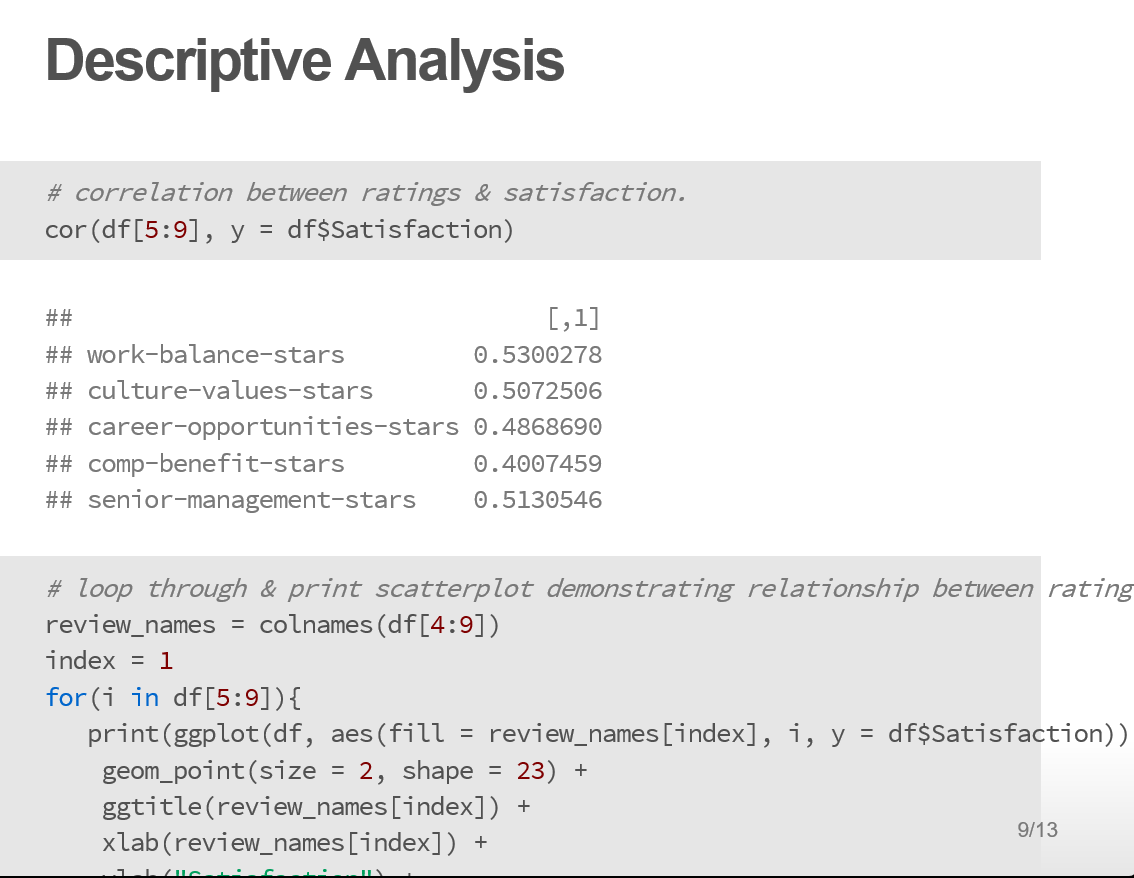 Descriptive Analysis
# correlation between ratings & satisfaction.
cor(df[5:9], y = df$Satisfaction)
## [,1]
## work-balance-stars 0.5300278
## culture-values-stars 0.5072506
## career-opportunities-stars 0.4868690
## comp-benefit-stars 0.4007459
## senior-management-stars 0.5130546
# loop through & print scatterplot demonstrating relationship between rating
review_names = colnames(df[4:9])
index = 1
for(i in df[5:9]){
print(ggplot(df, aes(fill = review_names[index], i, y = df$Satisfaction))
geom_point(size = 2, shape = 23) +
ggtitle(review_names[index]) +
xlab(review_names[index]) +
ylab("Satisfaction") +
9/13